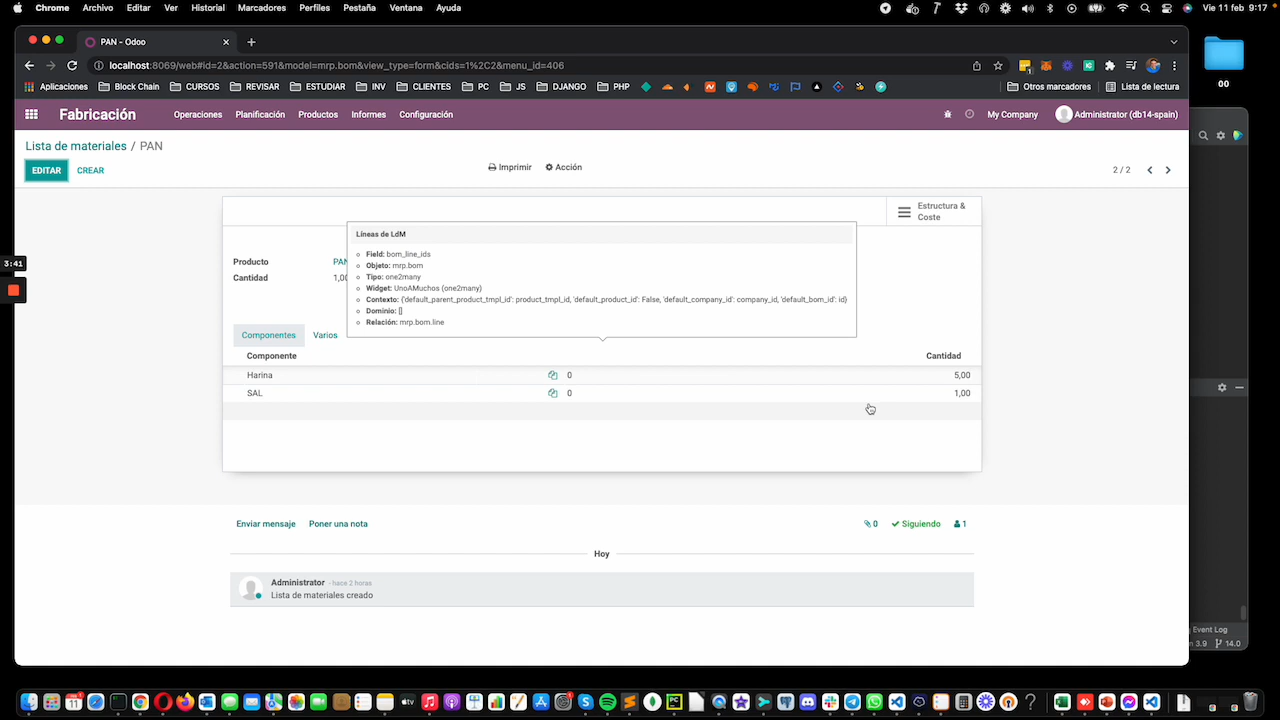 Chrome Archivo Editar Ver Historial Marcadores Perfiles Pestaña Ventana Ayuda Vie 11 feb 9:17
PAN - Odoo
localhost:8069/web#id=2&action=591&model=mrp.bom&view_type=form&cids=1%2C2&menu_id=406
Aplicaciones Block Chain CURSOS REVISAR ESTUDIAR INV CLIENTES PC JS DJANGO PHP Otros marcadores Lista de lectura
00
Fabricación Operaciones Planificación Productos Informes Configuración My Company Administrator (db14-spain)
Lista de materiales / PAN
EDITAR CREAR Imprimir Acción 2 / 2
Estructura & Coste
Líneas de LdM
Field: bom_line_ids
Objeto: mrp.bom
Tipo: one2many
Widget: UnoAMuchos (one2many)
Contexto: {'default_parent_product_tmpl_id': product_tmpl_id, 'default_product_id': False, 'default_company_id': company_id, 'default_bom_id': id}
Dominio: []
Relación: mrp.bom.line
Producto PAN
Cantidad 1,00
3:41
Componentes Varios
Componente Cantidad
Harina 0 5,00
SAL 0 1,00
Enviar mensaje Poner una nota 0 Siguiendo 1
Hoy
Administrator - hace 2 horas
Lista de materiales creado
Event Log
n 3.9 14.0